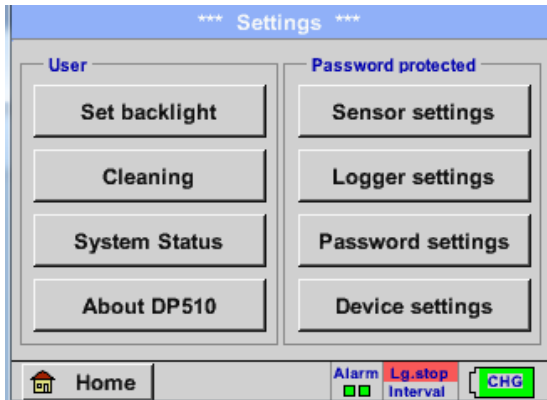 *** Settings ***
User
Set backlight
Cleaning
System Status
About DP510
Password protected
Sensor settings
Logger settings
Password settings
Device settings
Home
Alarm
Lg.stop
Interval
CHG